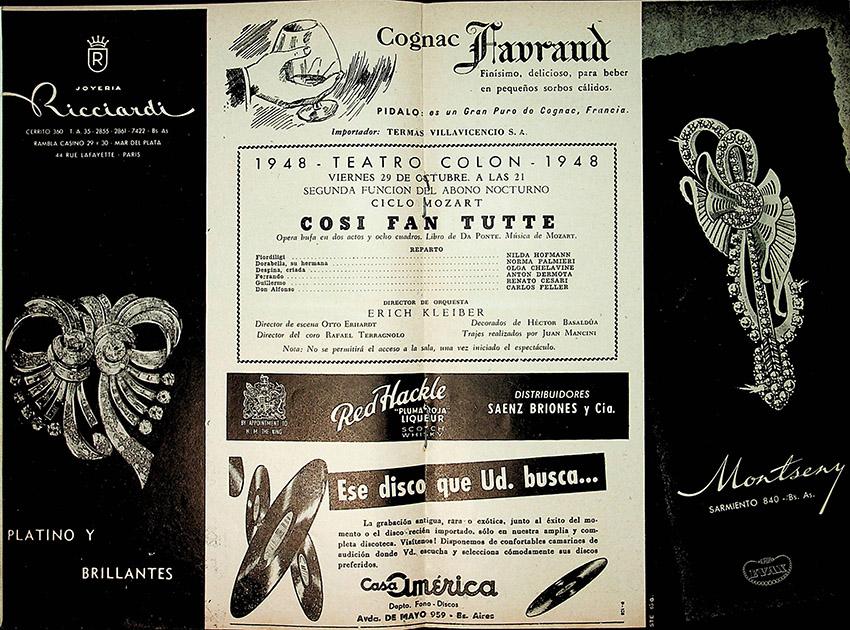 R
JOYERIA
Ricciardi
CERRITO 360 T. A. 35 - 2855 - 2861 - 7422 - Bs As
RAMBLA CASINO 29 + 30 - MAR DEL PLATA
44 RUE LAFAYETTE - PARIS
PLATINO Y
BRILLANTES
Cognac Favraud
Finísimo, delicioso, para beber
en pequeños sorbos cálidos.
PIDALO: es un Gran Puro de Cognac, Francia.
Importador: TERMAS VILLAVICENCIO S. A.
1948 - TEATRO COLON - 1948
VIERNES 29 DE OCTUBRE. A LAS 21
SEGUNDA FUNCION DEL ABONO NOCTURNO
CICLO MOZART
COSI FAN TUTTE
Opera bufa en dos actos y ocho cuadros. Libro de DA PONTE. Música de MOZART.
REPARTO
Fiordiligi ... NILDA HOFMANN
Dorabella, su hermana ... NORMA PALMIERI
Despina, criada ... OLGA CHELAVINE
Ferrando ... ANTON DERMOTA
Guillermo ... RENATO CESARI
Don Alfonso ... CARLOS FELLER
DIRECTOR DE ORQUESTA
ERICH KLEIBER
Director de escena OTTO ERHARDT Decorados de HÉCTOR BASALDÚA
Director del coro RAFAEL TERRAGNOLO Trajes realizados por JUAN MANCINI
Nota: No se permitirá el acceso a la sala, una vez iniciado el espectáculo.
BY APPOINTMENT TO
H. M. THE KING
Red Hackle
"PLUMA ROJA"
LIQUEUR
SCOTCH
WHISKY
DISTRIBUIDORES
SAENZ BRIONES y Cia.
Ese disco que Ud. busca...
La grabación antigua, rara o exótica, junto al éxito del mo-
mento o el disco recién importado, sólo en nuestra amplia y com-
pleta discoteca. Visítenos! Disponemos de confortables camarines de
audición donde Vd. escucha y selecciona cómodamente sus discos
preferidos.
Casa América
Depto. Fono - Discos
Avda. DE MAYO 959 - Bs. Aires
Montseny
SARMIENTO 840 - Bs. As.
EVAX